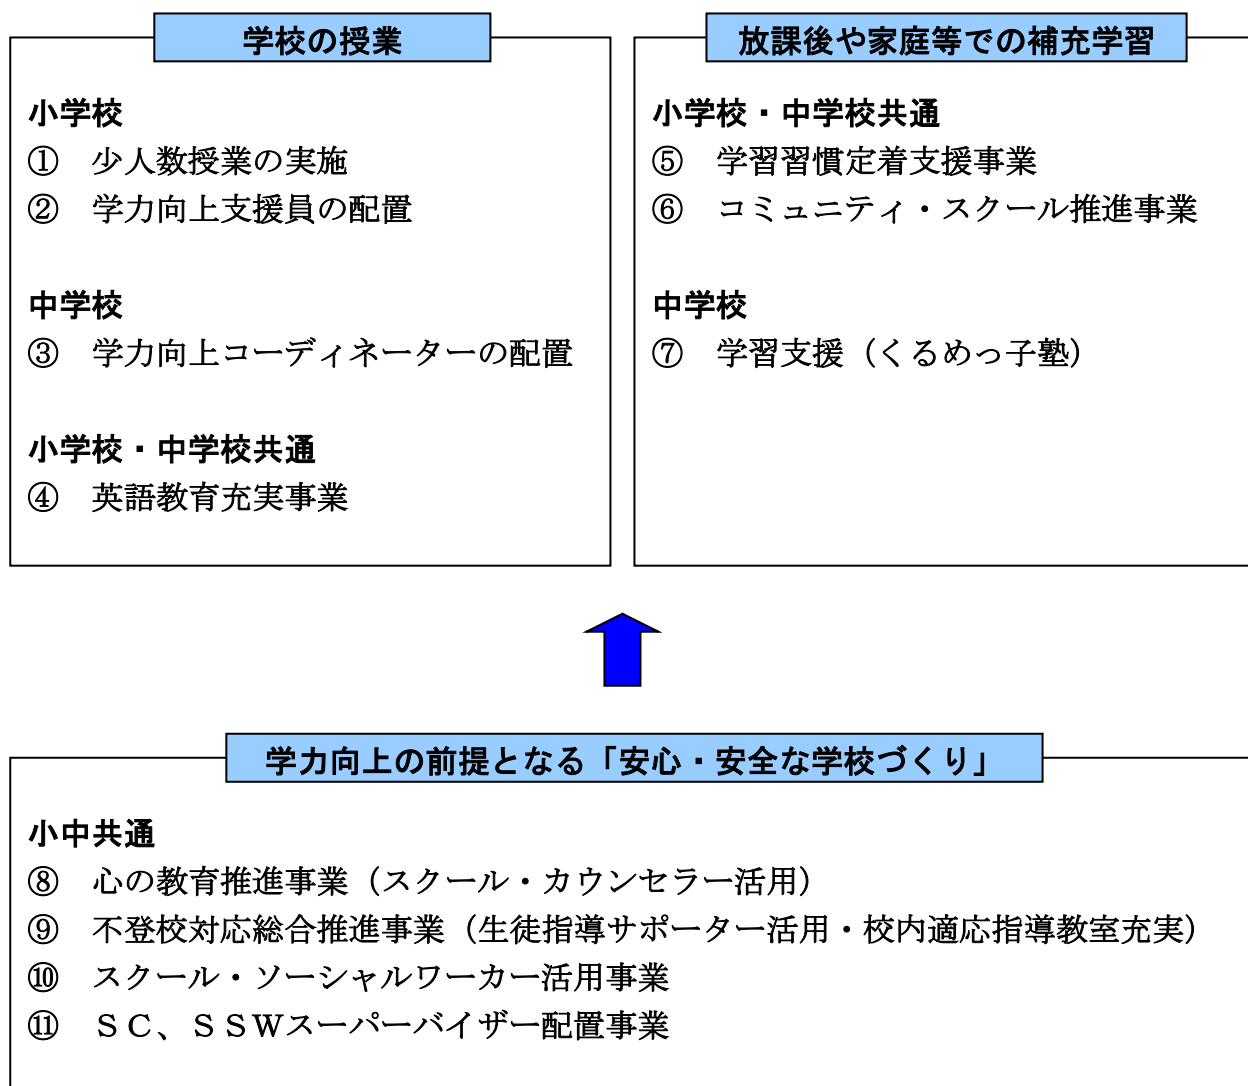 学校の授業
小学校
①　少人数授業の実施
②　学力向上支援員の配置
中学校
③　学力向上コーディネーターの配置
小学校・中学校共通
④　英語教育充実事業
放課後や家庭等での補充学習
小学校・中学校共通
⑤　学習習慣定着支援事業
⑥　コミュニティ・スクール推進事業
中学校
⑦　学習支援（くるめっ子塾）
学力向上の前提となる「安心・安全な学校づくり」
小中共通
⑧　心の教育推進事業（スクール・カウンセラー活用）
⑨　不登校対応総合推進事業（生徒指導サポーター活用・校内適応指導教室充実）
⑩　スクール・ソーシャルワーカー活用事業
⑪　ＳＣ、ＳＳＷスーパーバイザー配置事業